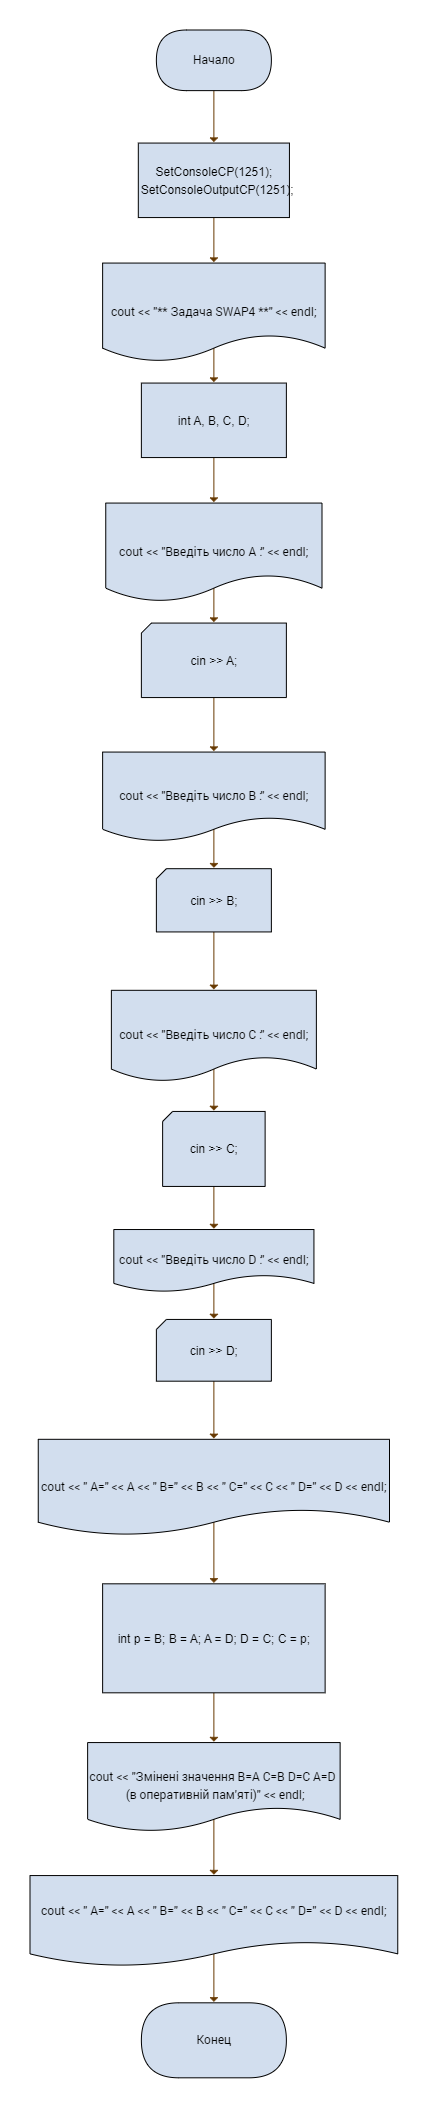 Начало
SetConsoleCP(1251);
SetConsoleOutputCP(1251);
cout << "** Задача SWAP4 **" << endl;
int A, B, C, D;
cout << "Введіть число A :" << endl;
cin >> A;
cout << "Введіть число B :" << endl;
cin >> B;
cout << "Введіть число C :" << endl;
cin >> C;
cout << "Введіть число D :" << endl;
cin >> D;
cout << " A=" << A << " B=" << B << " C=" << C << " D=" << D << endl;
int p = B; B = A; A = D; D = C; C = p;
cout << "Змінені значення B=A C=B D=C A=D
(в оперативній пам'яті)" << endl;
cout << " A=" << A << " B=" << B << " C=" << C << " D=" << D << endl;
Конец